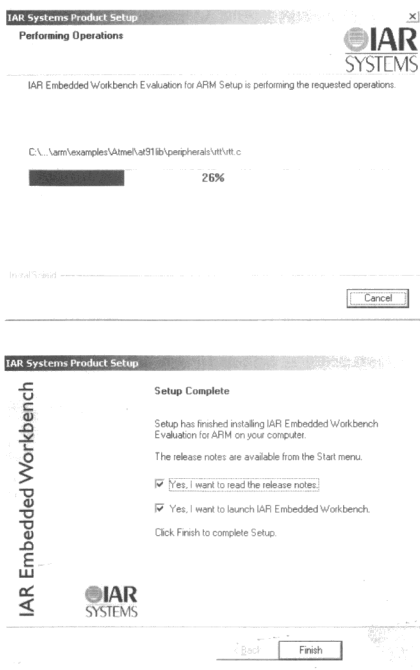 IAR Systems Product Setup
Performing Operations
IAR
SYSTEMS
IAR Embedded Workbench Evaluation for ARM Setup is performing the requested operations.
C:\...\arm\examples\Atmel\at91lib\peripherals\rtt\rtt.c
26%
InstallShield
Cancel
IAR Systems Product Setup
IAR Embedded Workbench
Setup Complete
Setup has finished installing IAR Embedded Workbench
Evaluation for ARM on your computer.
The release notes are available from the Start menu.
Yes, I want to read the release notes.
Yes, I want to launch IAR Embedded Workbench.
Click Finish to complete Setup.
IAR
SYSTEMS
Back
Finish